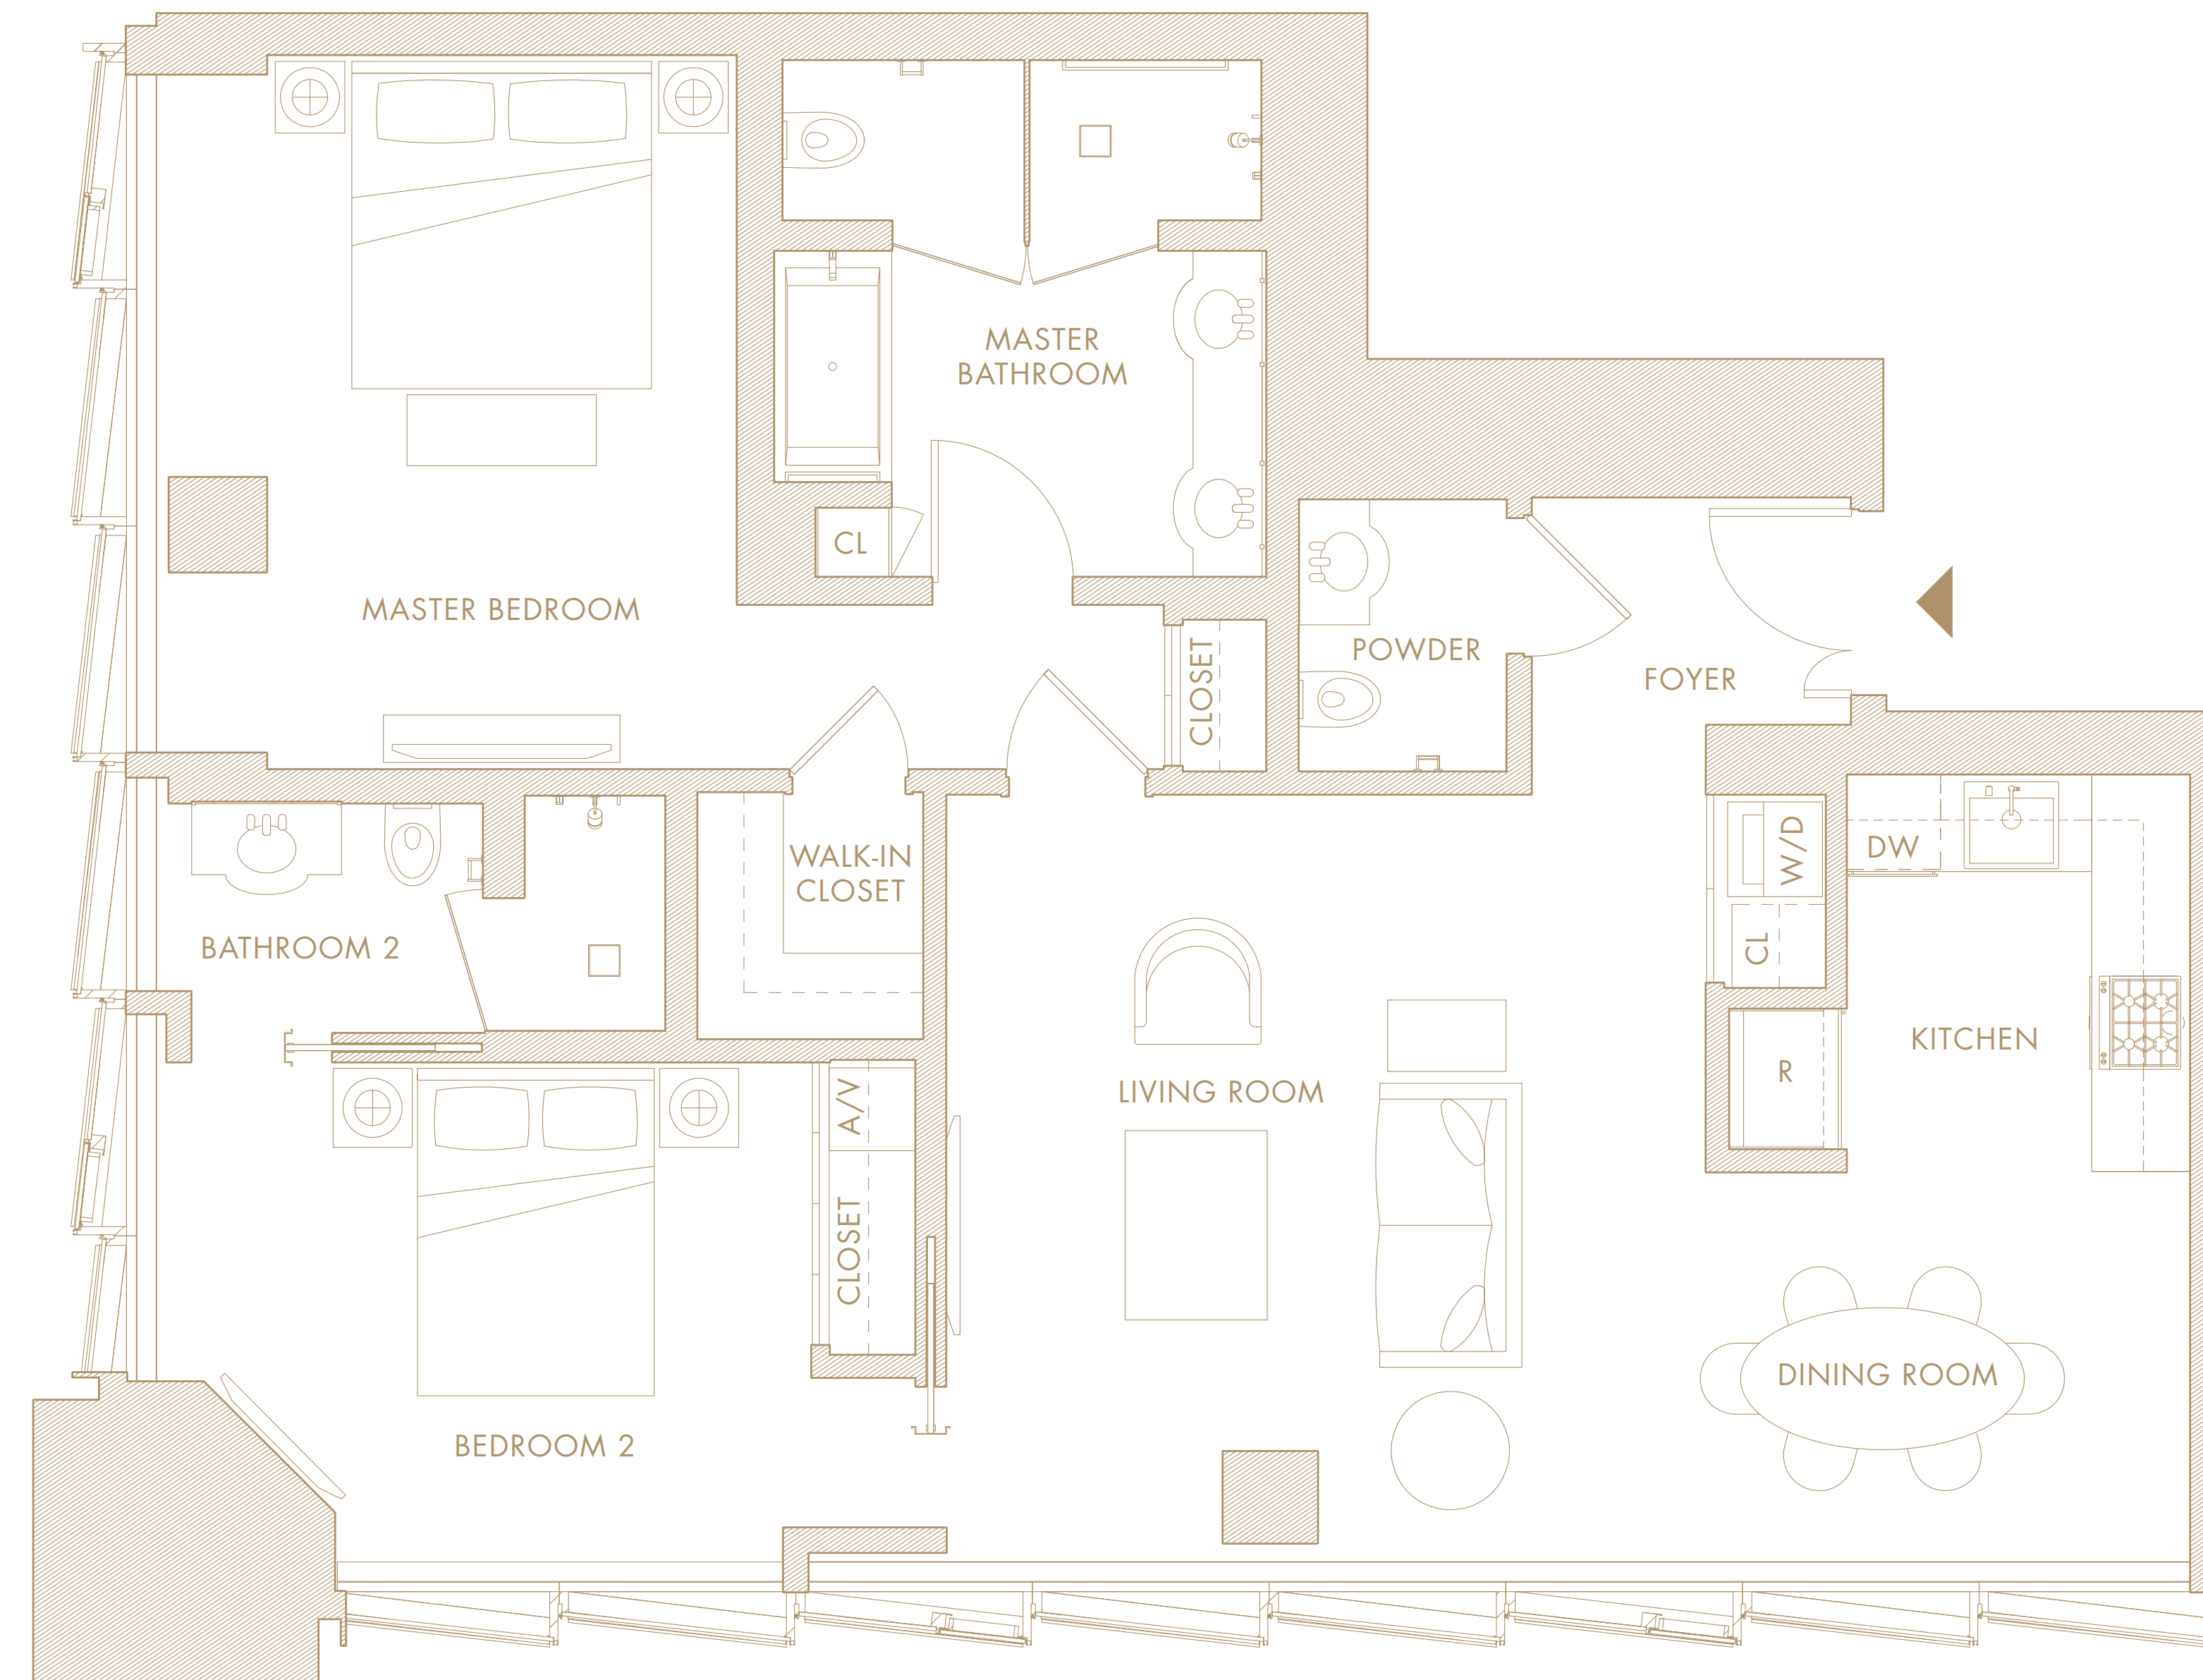 MASTER
BATHROOM
CL
MASTER BEDROOM
CLOSET
POWDER
FOYER
WALK-IN
CLOSET
W/D
DW
BATHROOM 2
CL
KITCHEN
R
LIVING ROOM
A/V
CLOSET
DINING ROOM
BEDROOM 2